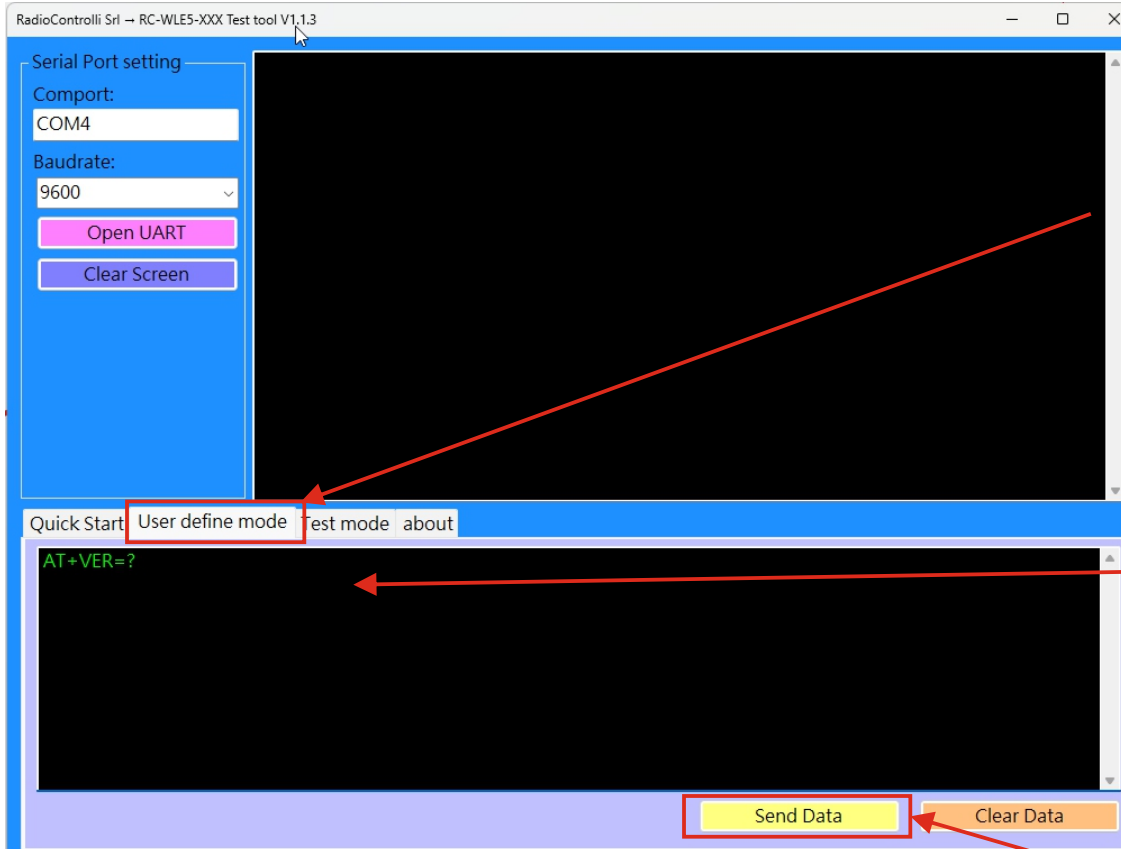 RadioControlli Srl → RC-WLE5-XXX Test tool V1.1.3
Serial Port setting
Comport:
COM4
Baudrate:
9600
Open UART
Clear Screen
Quick Start User define mode Test mode about
AT+VER=?
Send Data Clear Data